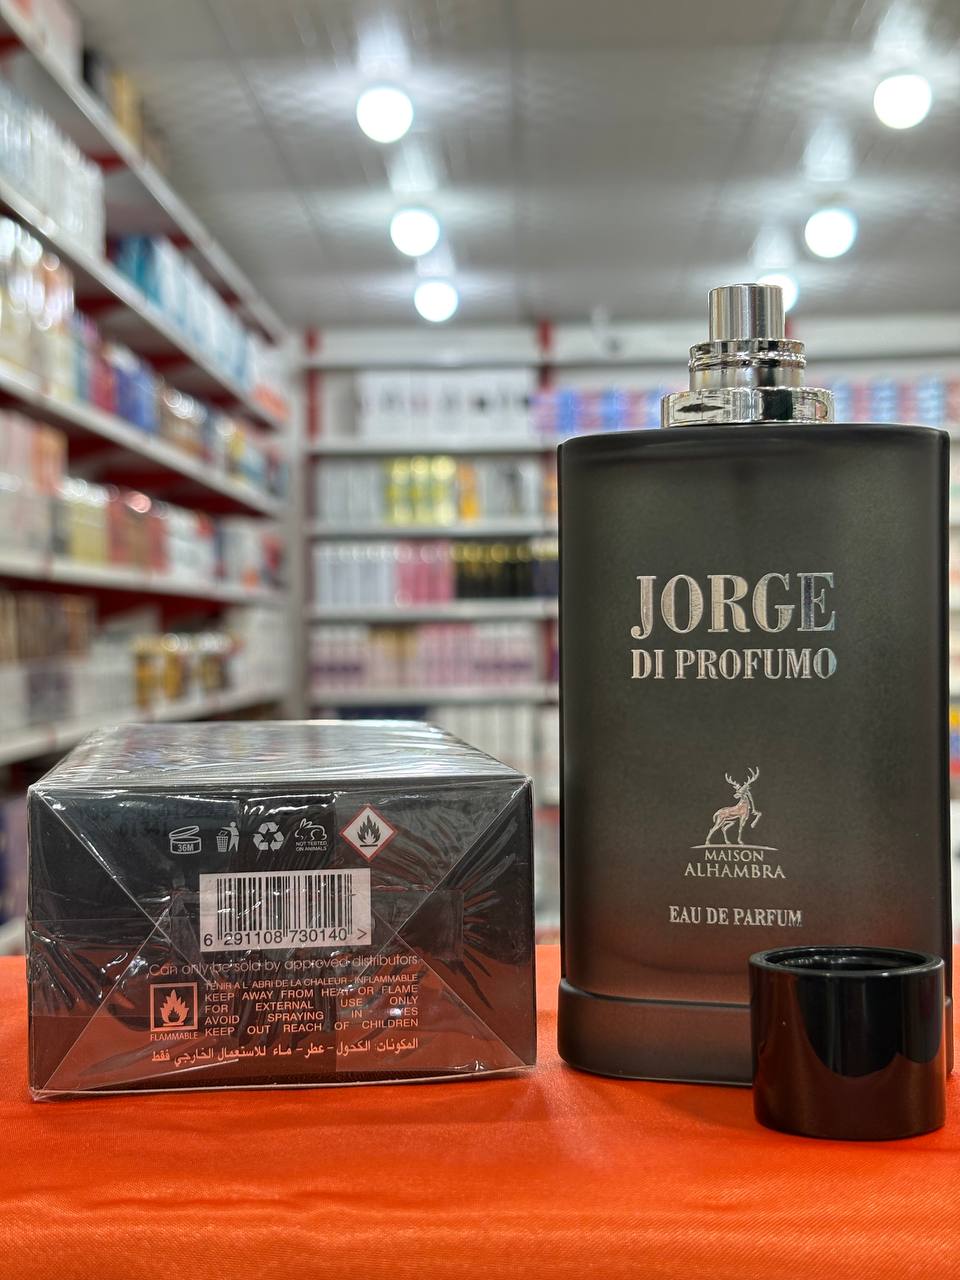 36M
NOT TESTED
ON ANIMALS
6 291108 730140 >
Can only be sold by approved distributors
TENIR A L' ABRI DE LA CHALEUR - INFLAMMABLE
KEEP AWAY FROM HEAT OR FLAME
FOR EXTERNAL USE ONLY
AVOID SPRAYING IN EYES
KEEP OUT REACH OF CHILDREN
FLAMMABLE
المكونات: الكحول - عطر - ماء للاستعمال الخارجي فقط
JORGE
DI PROFUMO
MAISON
ALHAMBRA
EAU DE PARFUM